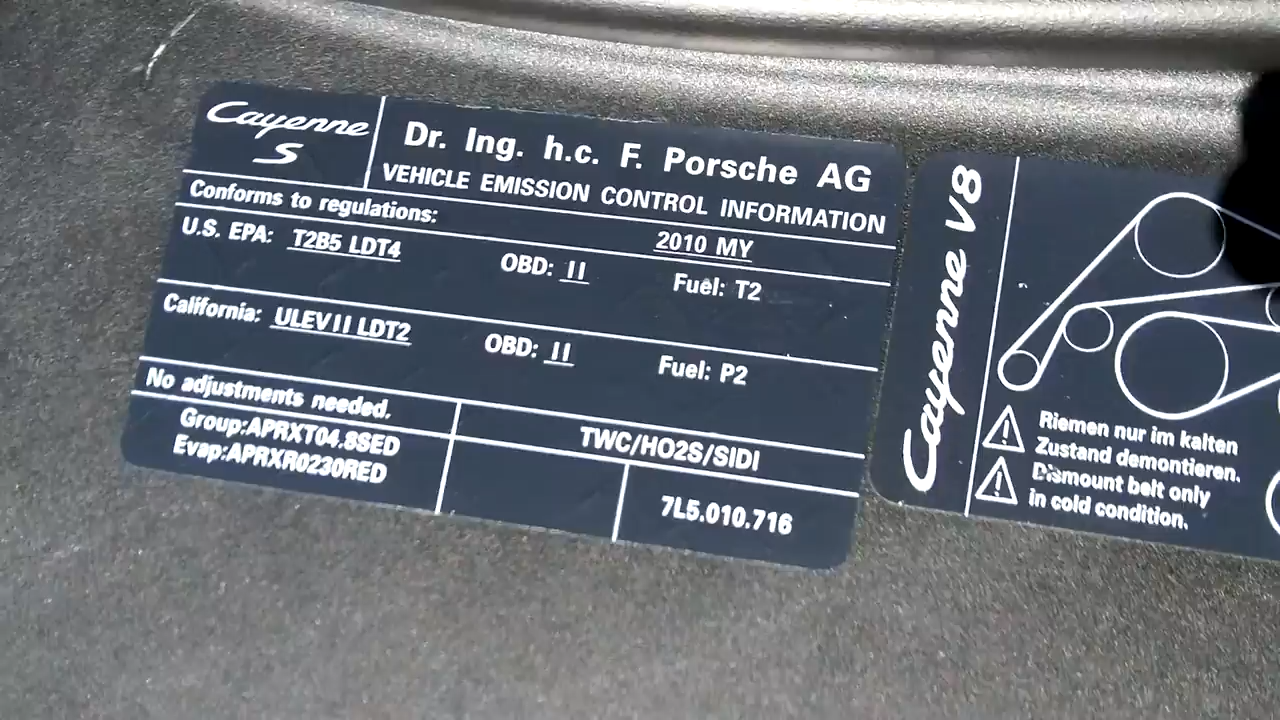 Cayenne
S
Dr. Ing. h.c. F. Porsche AG
VEHICLE EMISSION CONTROL INFORMATION
Conforms to regulations:
2010 MY
U.S. EPA: T2B5 LDT4 OBD: II Fuel: T2
California: ULEVII LDT2 OBD: II Fuel: P2
No adjustments needed.
Group:APRXT04.8SED
Evap:APRXR0230RED
TWC/HO2S/SIDI
7L5.010.716
Cayenne V8
Riemen nur im kalten
Zustand demontieren.
Dismount belt only
in cold condition.